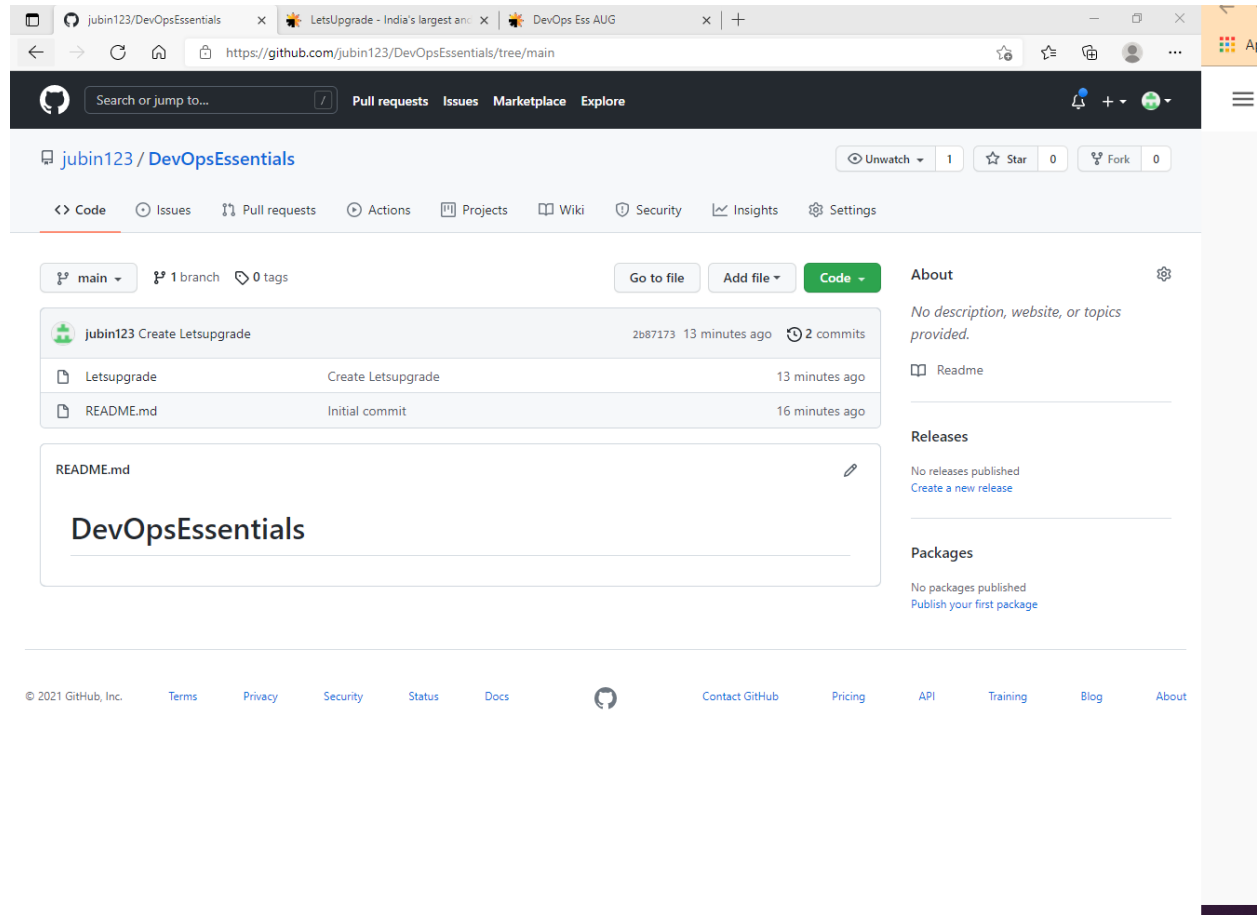 jubin123/DevOpsEssentials LetsUpgrade - India's largest anc DevOps Ess AUG
https://github.com/jubin123/DevOpsEssentials/tree/main
Search or jump to... / Pull requests Issues Marketplace Explore
jubin123 / DevOpsEssentials Unwatch 1 Star 0 Fork 0
<> Code Issues Pull requests Actions Projects Wiki Security Insights Settings
main 1 branch 0 tags Go to file Add file Code About
No description, website, or topics
provided.
jubin123 Create Letsupgrade 2b87173 13 minutes ago 2 commits
Readme
Letsupgrade Create Letsupgrade 13 minutes ago
README.md Initial commit 16 minutes ago
Releases
No releases published
Create a new release
README.md
DevOpsEssentials
Packages
No packages published
Publish your first package
© 2021 GitHub, Inc. Terms Privacy Security Status Docs Contact GitHub Pricing API Training Blog About